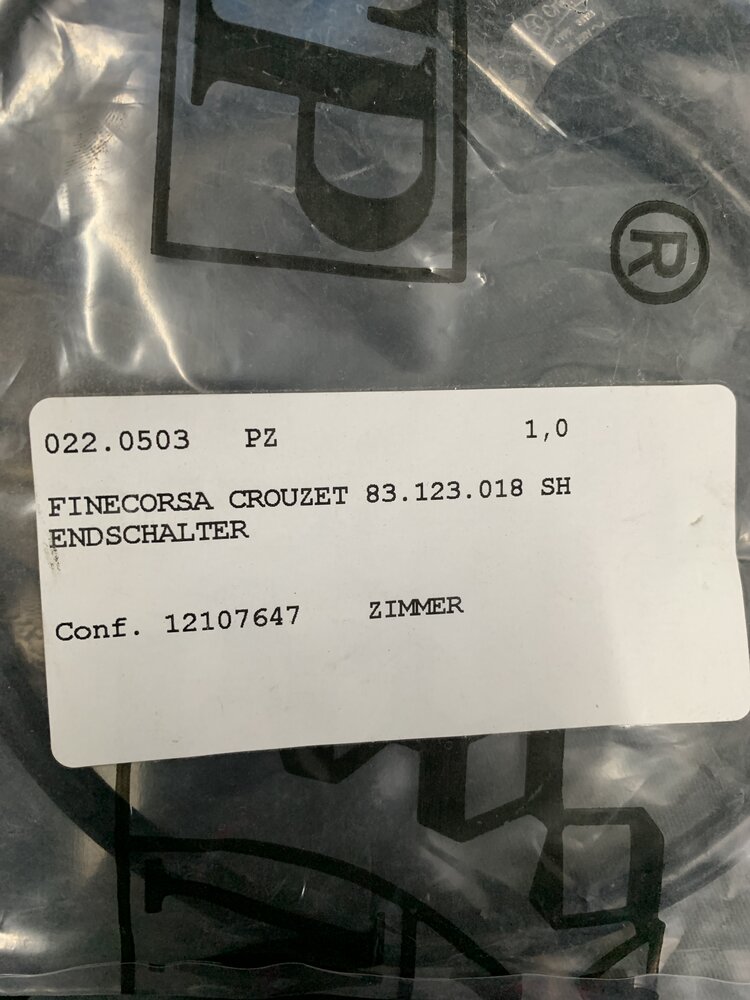 P
®
022.0503 PZ 1,0
FINECORSA CROUZET 83.123.018 SH
ENDSCHALTER
Conf. 12107647 ZIMMER